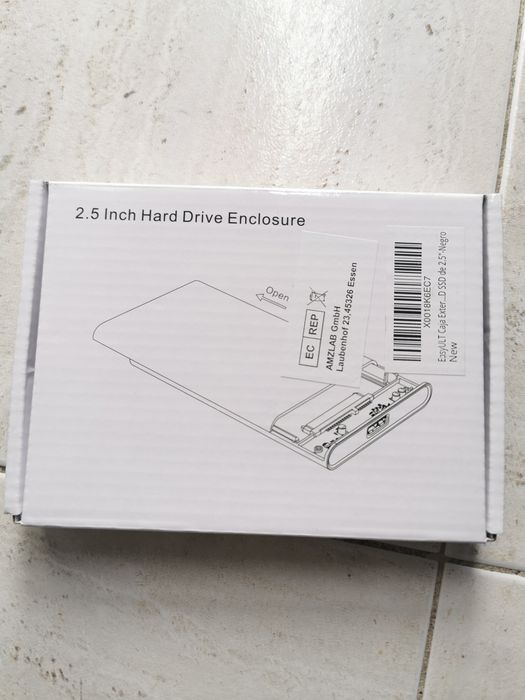 2.5 Inch Hard Drive Enclosure
Open
EC REP
AMZLAB GmbH
Laubenhof 23,45326 Essen
X0018K6EC7
EasyULT Caja Exter...D SSD de 2.5"-Negro
New